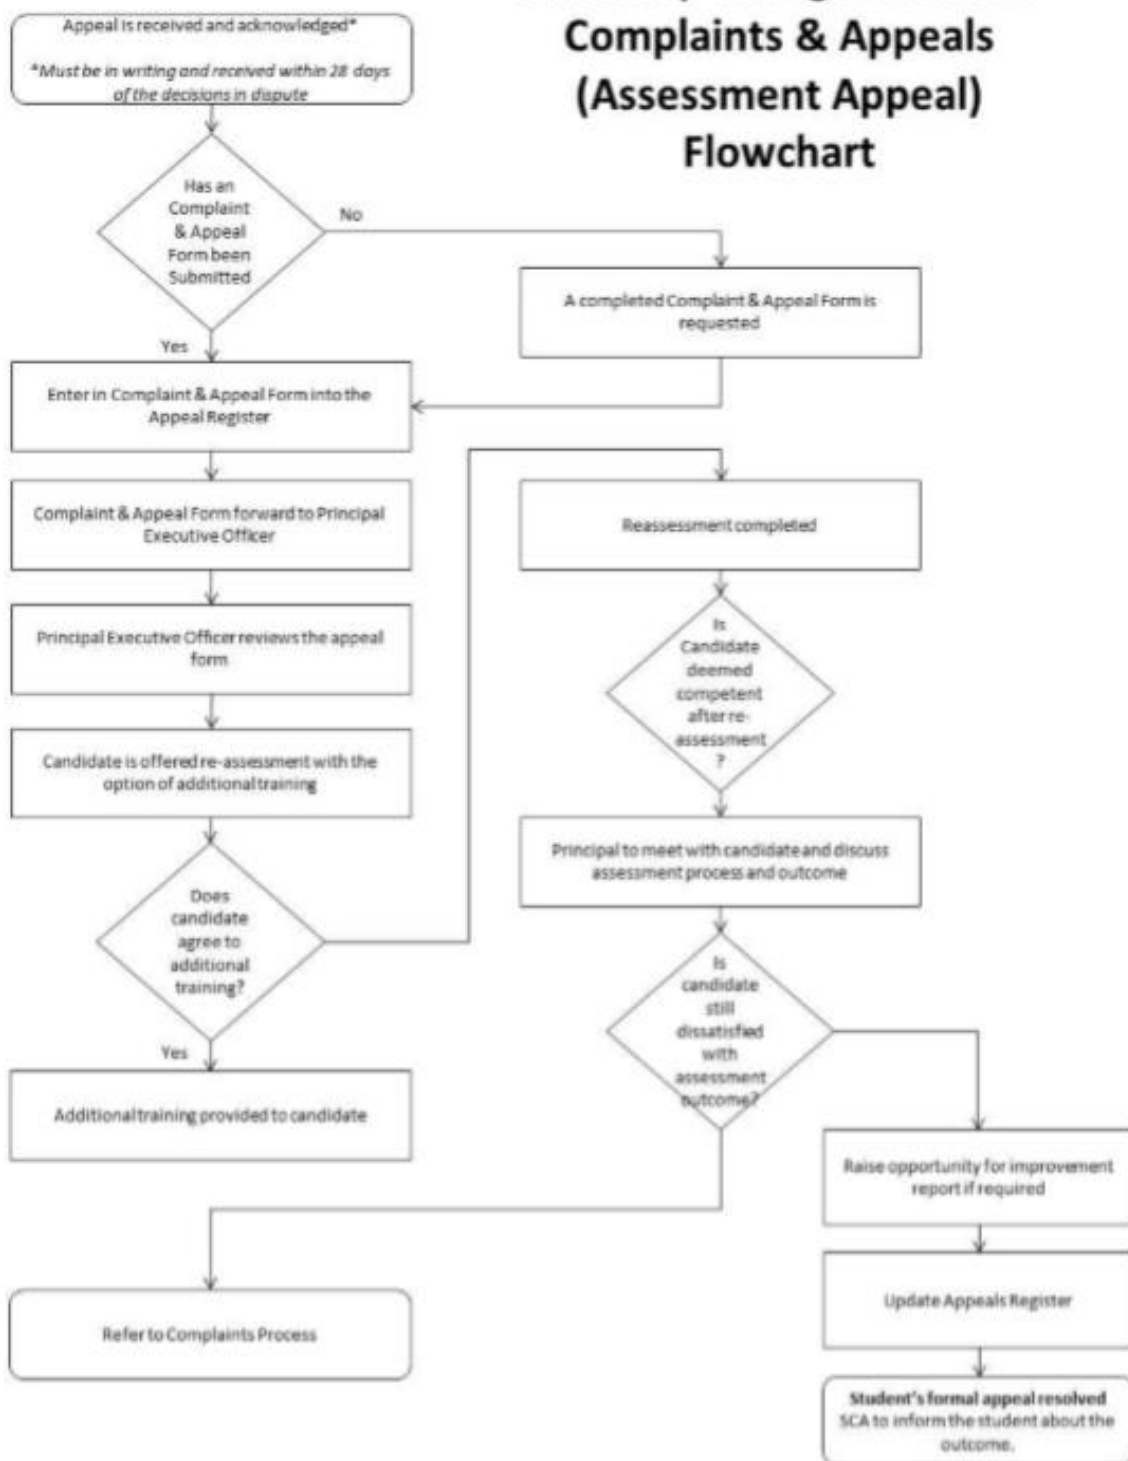 Complaints & Appeals
(Assessment Appeal)
Flowchart
Appeal is received and acknowledged*
*Must be in writing and received within 28 days
of the decisions in dispute
Has an
Complaint
& Appeal
Form been
Submitted
No
A completed Complaint & Appeal Form is
requested
Yes
Enter in Complaint & Appeal Form into the
Appeal Register
Complaint & Appeal Form forward to Principal
Executive Officer
Principal Executive Officer reviews the appeal
form
Candidate is offered re-assessment with the
option of additional training
Does
candidate
agree to
additional
training?
Yes
Additional training provided to candidate
Reassessment completed
Is
Candidate
deemed
competent
after re-
assessment
?
Principal to meet with candidate and discuss
assessment process and outcome
Is
candidate
still
dissatisfied
with
assessment
outcome?
Refer to Complaints Process
Raise opportunity for improvement
report if required
Update Appeals Register
Student's formal appeal resolved
SCA to inform the student about the
outcome.